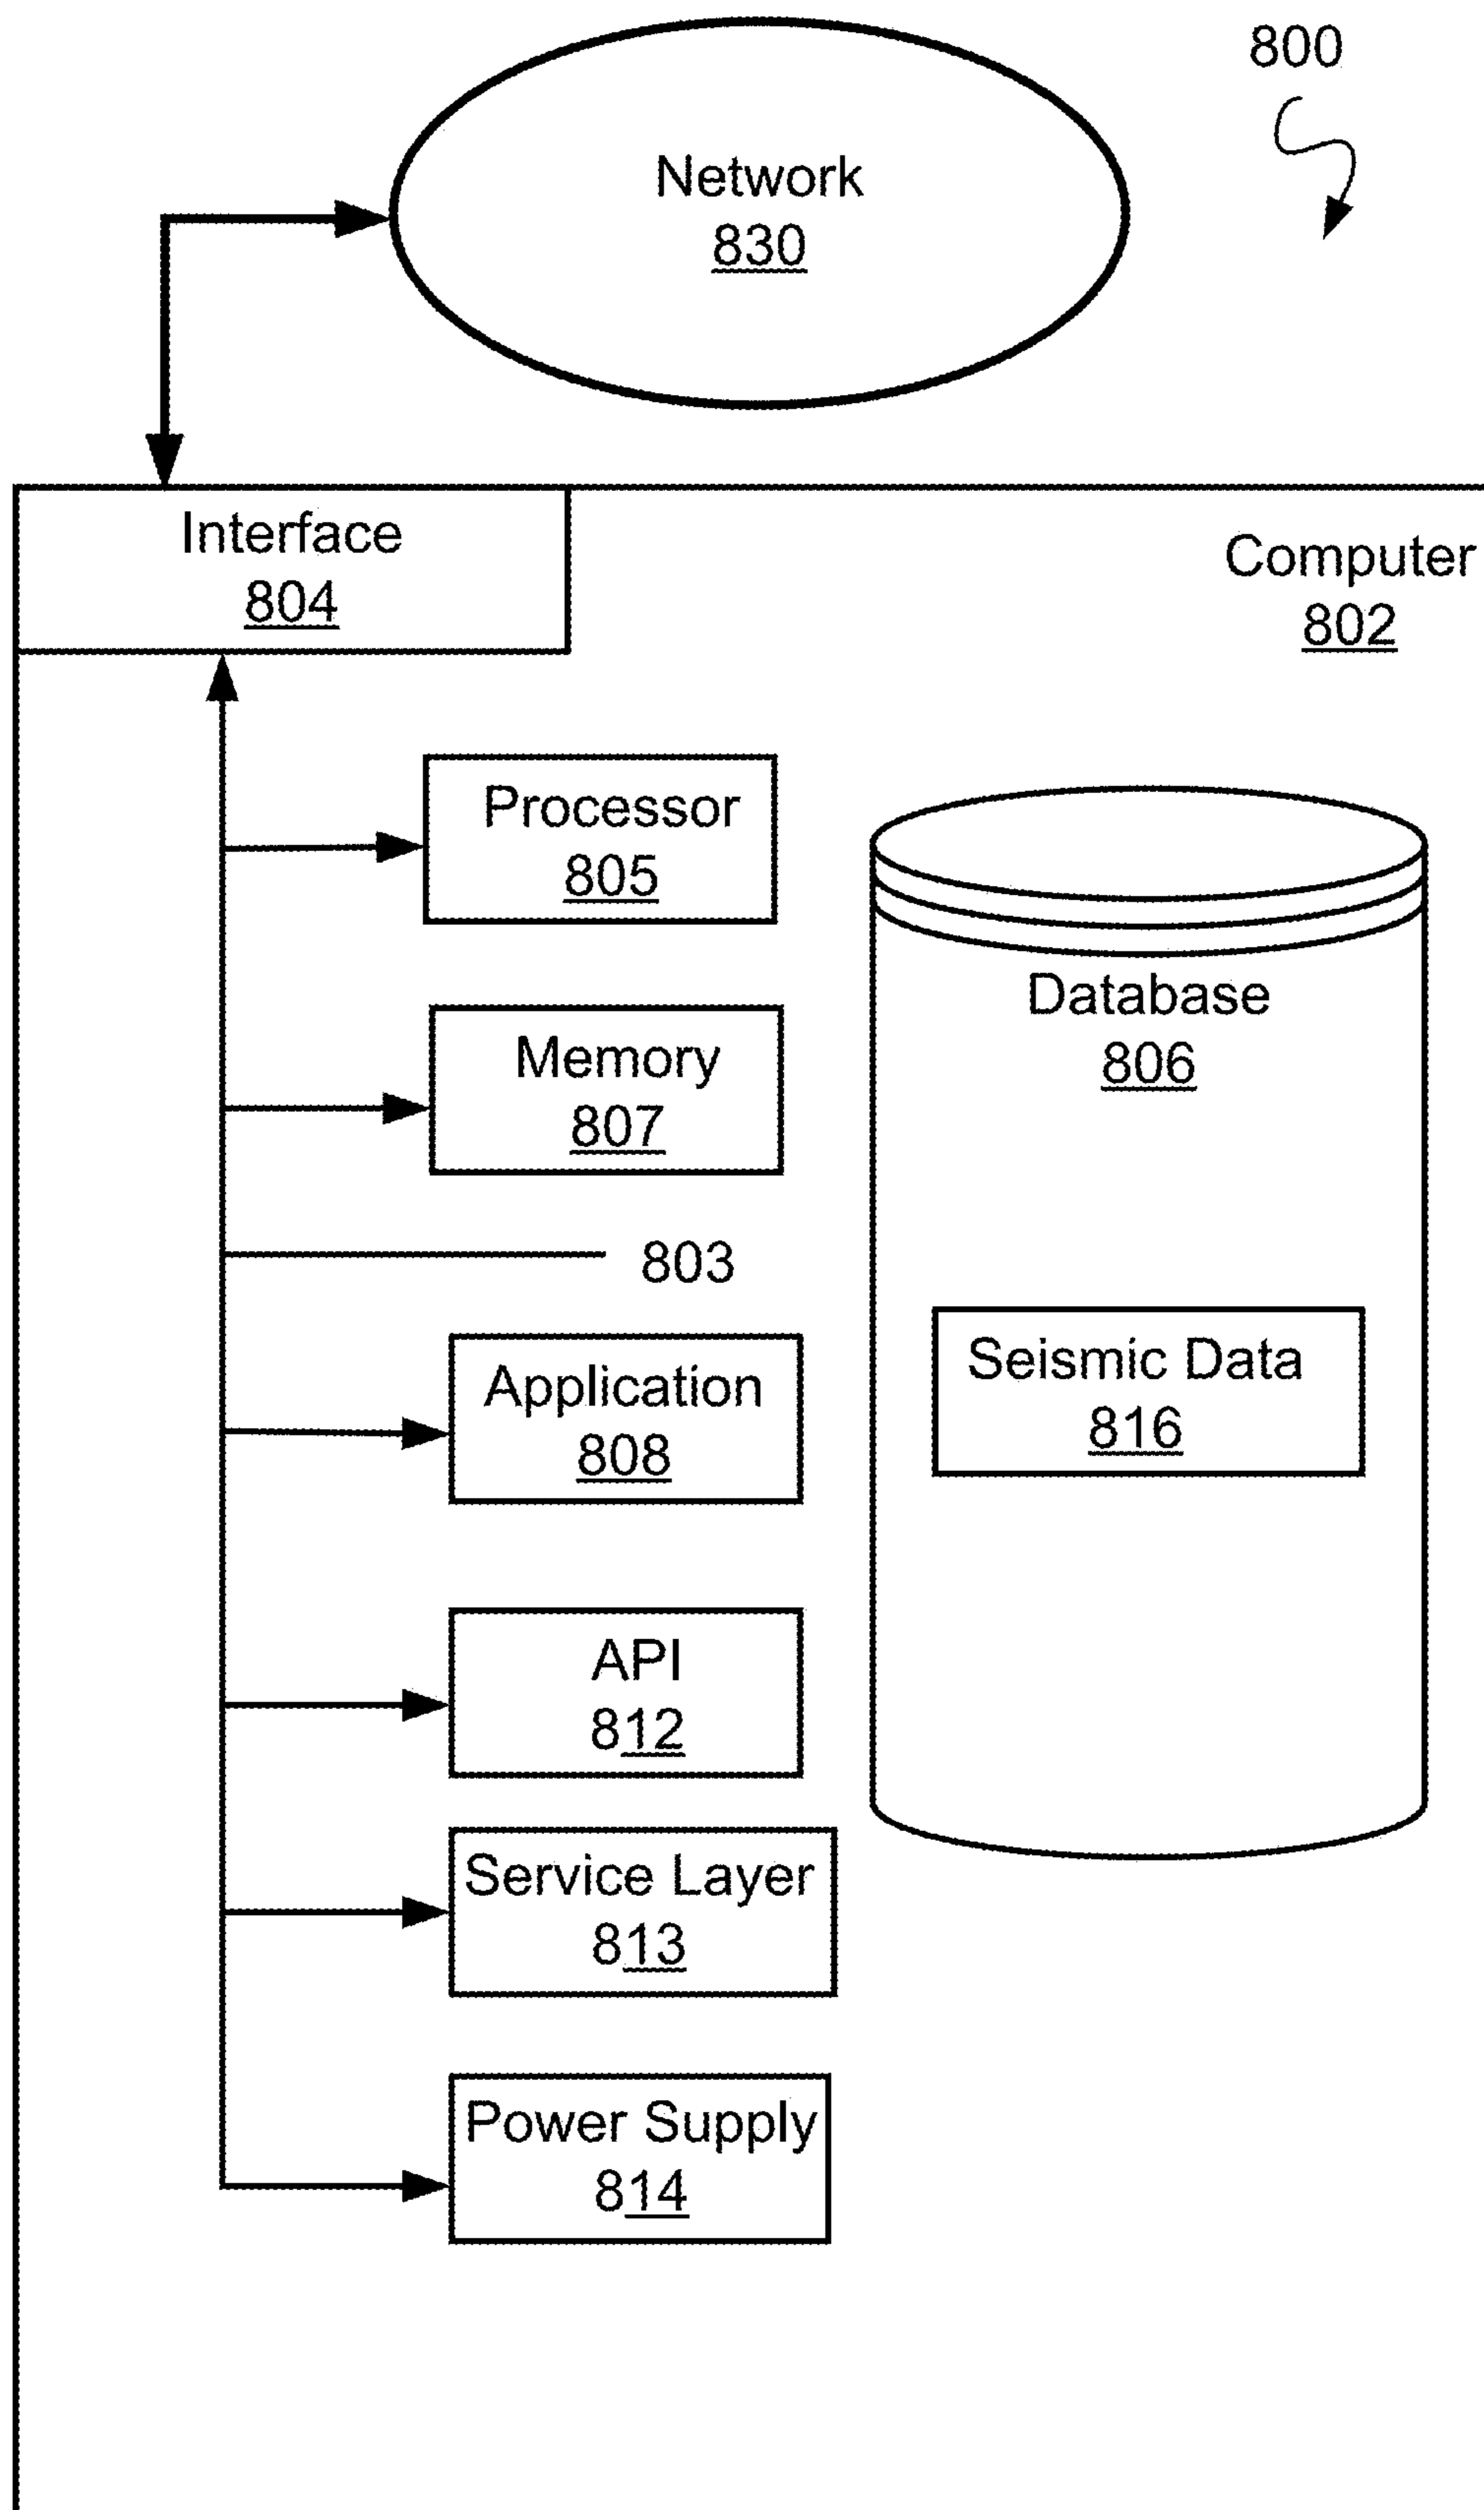 800
Network
830
Interface
804
Computer
802
Processor
805
Database
806
Memory
807
803
Seismic Data
816
Application
808
API
812
Service Layer
813
Power Supply
814